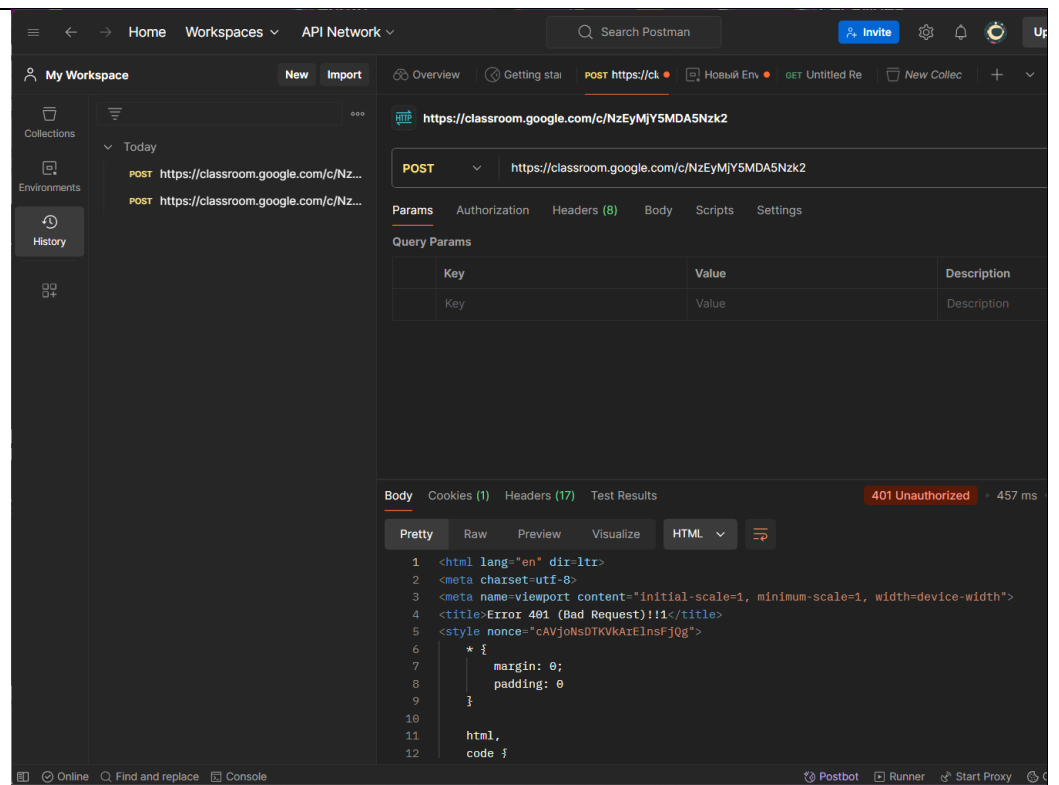 Home Workspaces API Network Search Postman Invite Up
My Workspace New Import Overview Getting star POST https://cl Новый Env GET Untitled Re New Collec
Collections
Environments
History
Today
POST https://classroom.google.com/c/Nz...
POST https://classroom.google.com/c/Nz...
HTTP https://classroom.google.com/c/NzEyMjY5MDA5Nzk2
POST https://classroom.google.com/c/NzEyMjY5MDA5Nzk2
Params Authorization Headers (8) Body Scripts Settings
Query Params
Key Value Description
Key Value Description
Body Cookies (1) Headers (17) Test Results 401 Unauthorized 457 ms
Pretty Raw Preview Visualize HTML
1 <html lang="en" dir=ltr>
2 <meta charset=utf-8>
3 <meta name=viewport content="initial-scale=1, minimum-scale=1, width=device-width">
4 <title>Error 401 (Bad Request)!!1</title>
5 <style nonce="cAVjoNsDTKVkArElnsFjQg">
6 * {
7 margin: 0;
8 padding: 0
9 }
10
11 html,
12 code {
Online Find and replace Console Postbot Runner Start Proxy